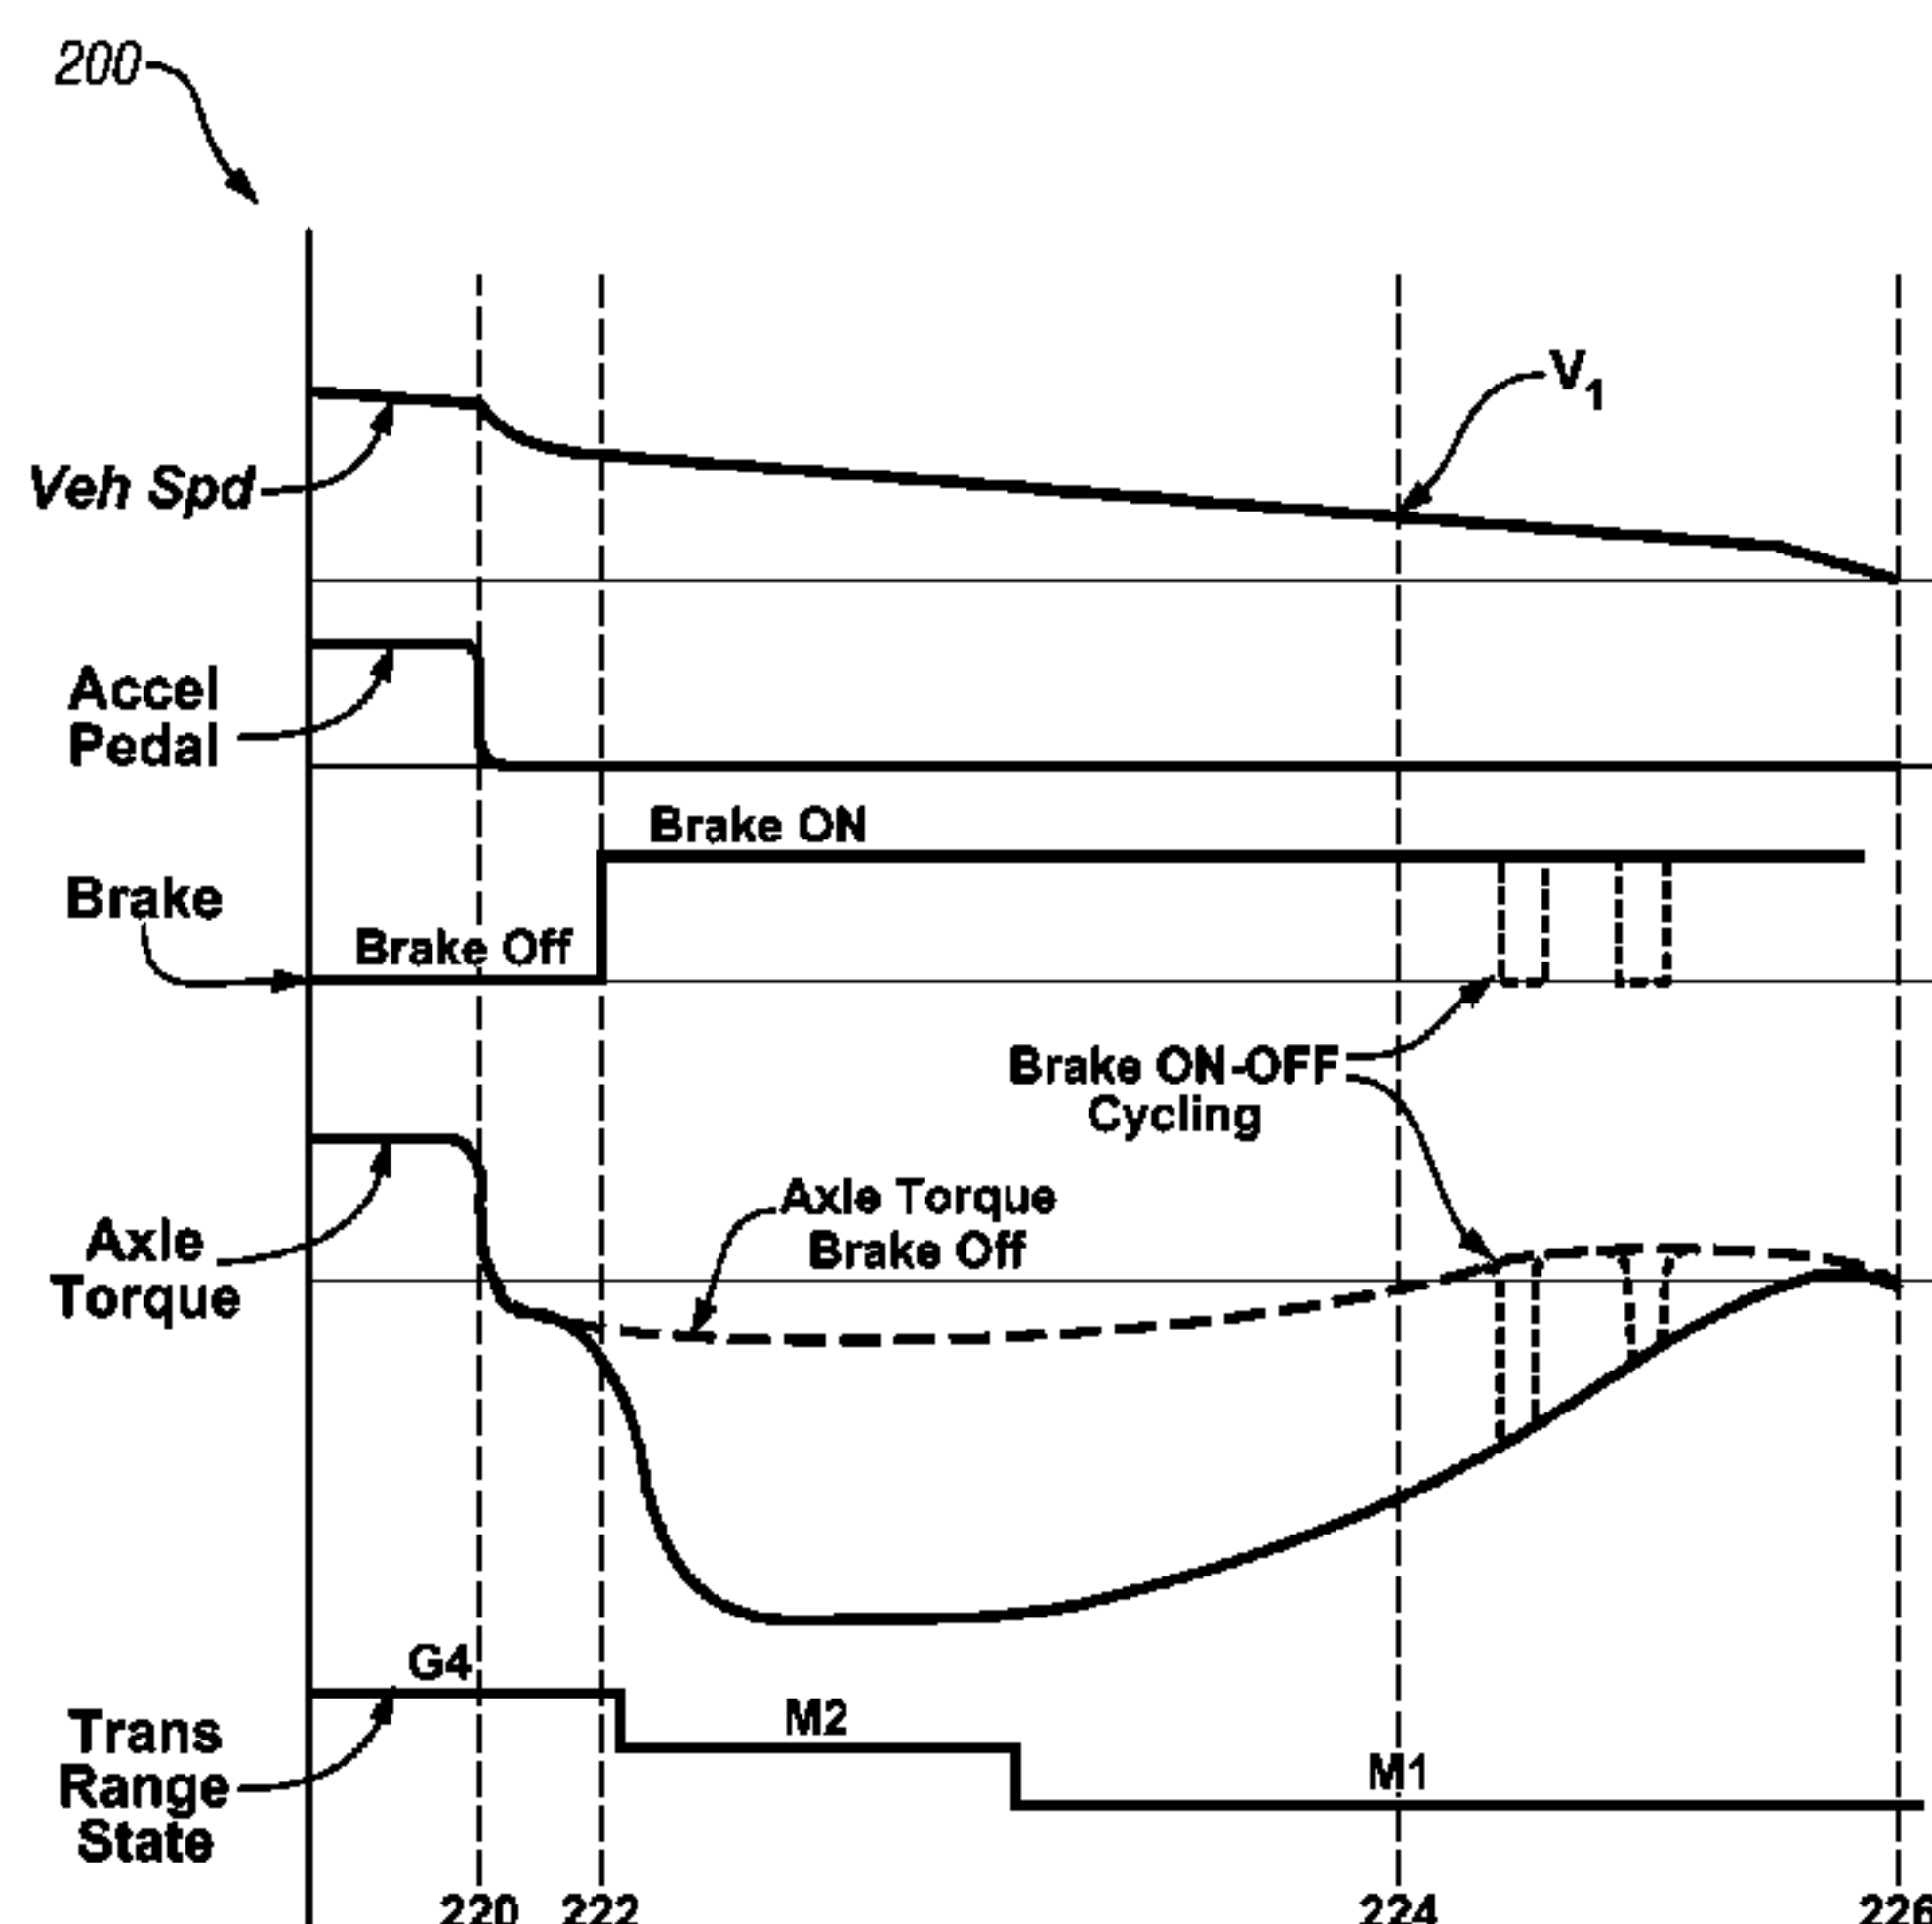 200
V1
Veh Spd
Accel
Pedal
Brake ON
Brake
Brake Off
Brake ON-OFF
Cycling
Axle Torque
Brake Off
Axle
Torque
G4
M2
Trans
Range
State
M1
220 222 224 226